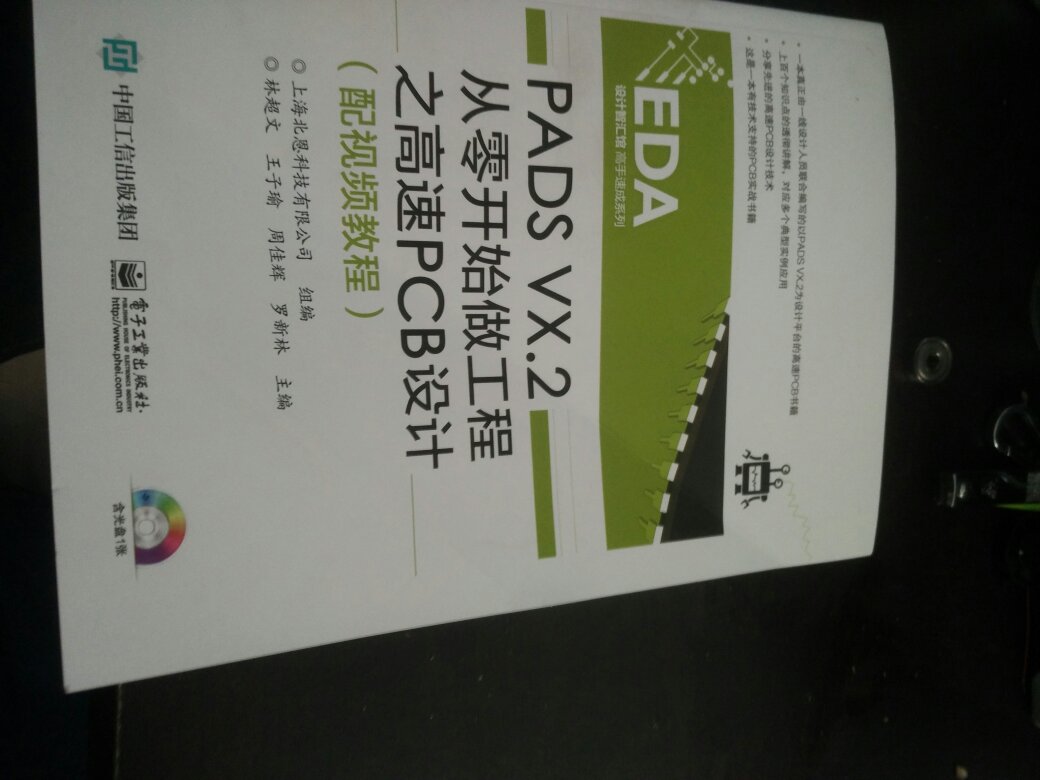 · 一本真正由一线设计人员联合编写的以PADS VX.2为设计平台的高速PCB书籍
· 上百个知识点的透彻讲解，对应多个典型实例应用
· 分享先进的高速PCB设计技术
· 这是一本有技术支持的PCB实战书籍
EDA
设计智汇馆 高手速成系列
PADS VX.2
从零开始做工程
之高速PCB设计
（配视频教程）
◎ 上海北恩科技有限公司 组编
◎ 林超文 王子瑜 周佳辉 罗新林 主编
中国工信出版集团
电子工业出版社·
PUBLISHING HOUSE OF ELECTRONICS INDUSTRY
http://www.phei.com.cn
含光盘1张